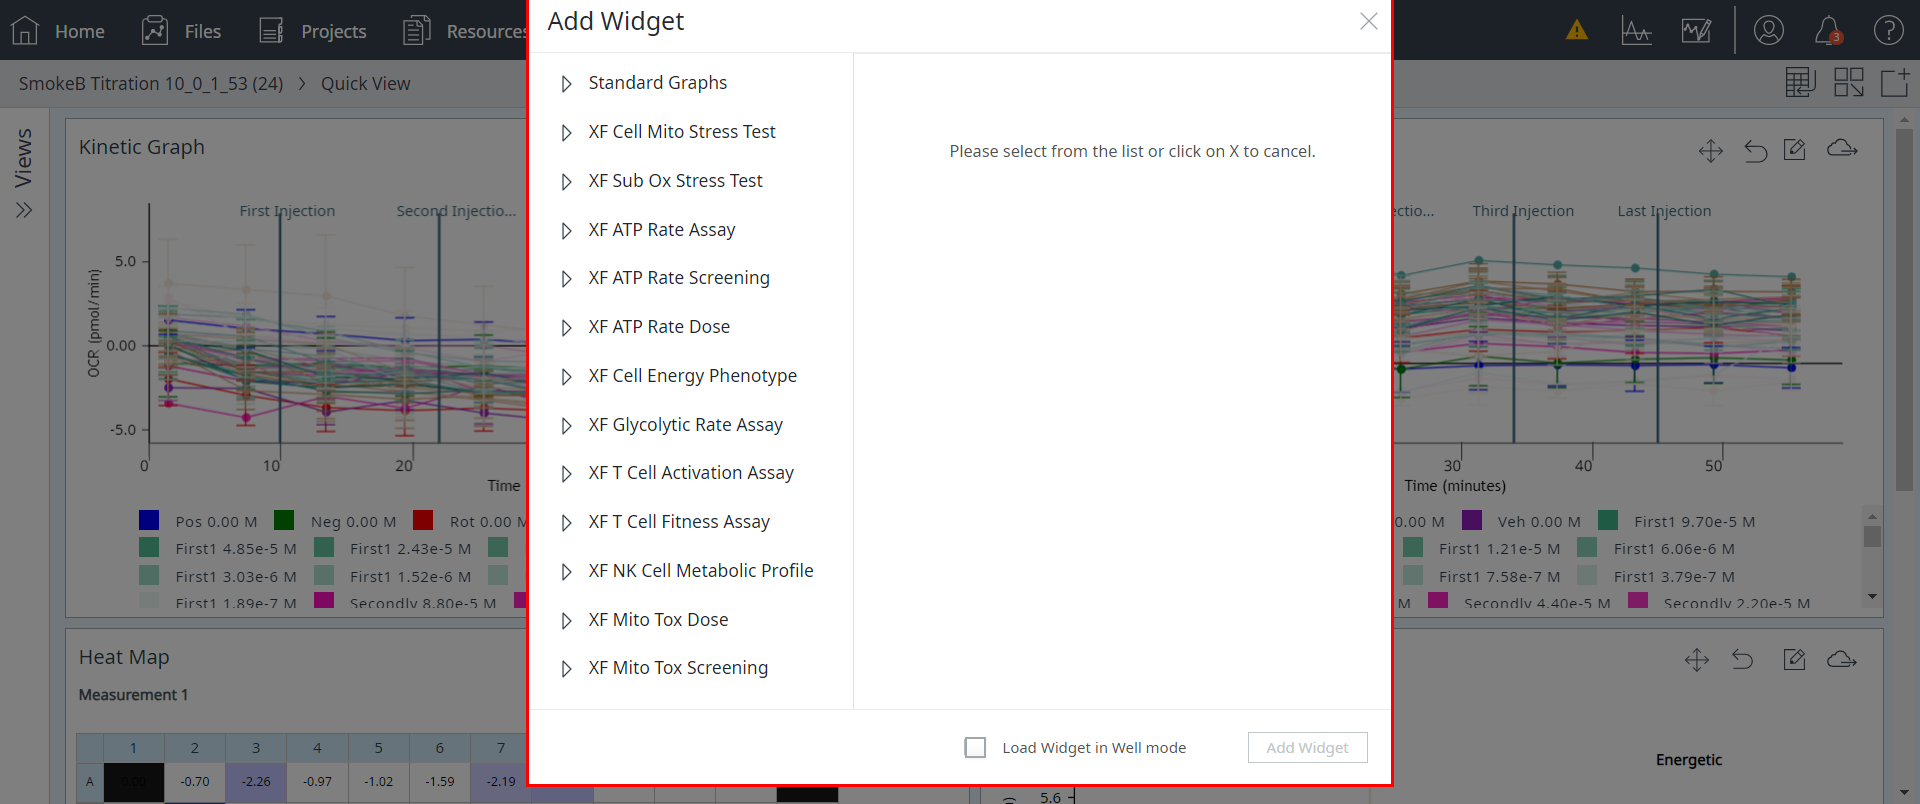 Home Files Projects Resources 3
SmokeB Titration 10_0_1_53 (24) > Quick View
Views
Add Widget
Standard Graphs
XF Cell Mito Stress Test
XF Sub Ox Stress Test
XF ATP Rate Assay
XF ATP Rate Screening
XF ATP Rate Dose
XF Cell Energy Phenotype
XF Glycolytic Rate Assay
XF T Cell Activation Assay
XF T Cell Fitness Assay
XF NK Cell Metabolic Profile
XF Mito Tox Dose
XF Mito Tox Screening
Please select from the list or click on X to cancel.
Load Widget in Well mode Add Widget
Kinetic Graph
First Injection Second Injectio...
OCR (pmol/min)
5.0
0.00
-5.0
0 10 20
Time
Pos 0.00 M Neg 0.00 M Rot 0.00 M
First1 4.85e-5 M First1 2.43e-5 M
First1 3.03e-6 M First1 1.52e-6 M
First1 1.89e-7 M Secondly 8.80e-5 M
ctio... Third Injection Last Injection
30 40 50
Time (minutes)
0.00 M Veh 0.00 M First1 9.70e-5 M
First1 1.21e-5 M First1 6.06e-6 M
First1 7.58e-7 M First1 3.79e-7 M
M Secondly 4.40e-5 M Secondly 2.20e-5 M
Heat Map
Measurement 1
1 2 3 4 5 6 7
A -0.70 -2.26 -0.97 -1.02 -1.59 -2.19
Energetic
5.6